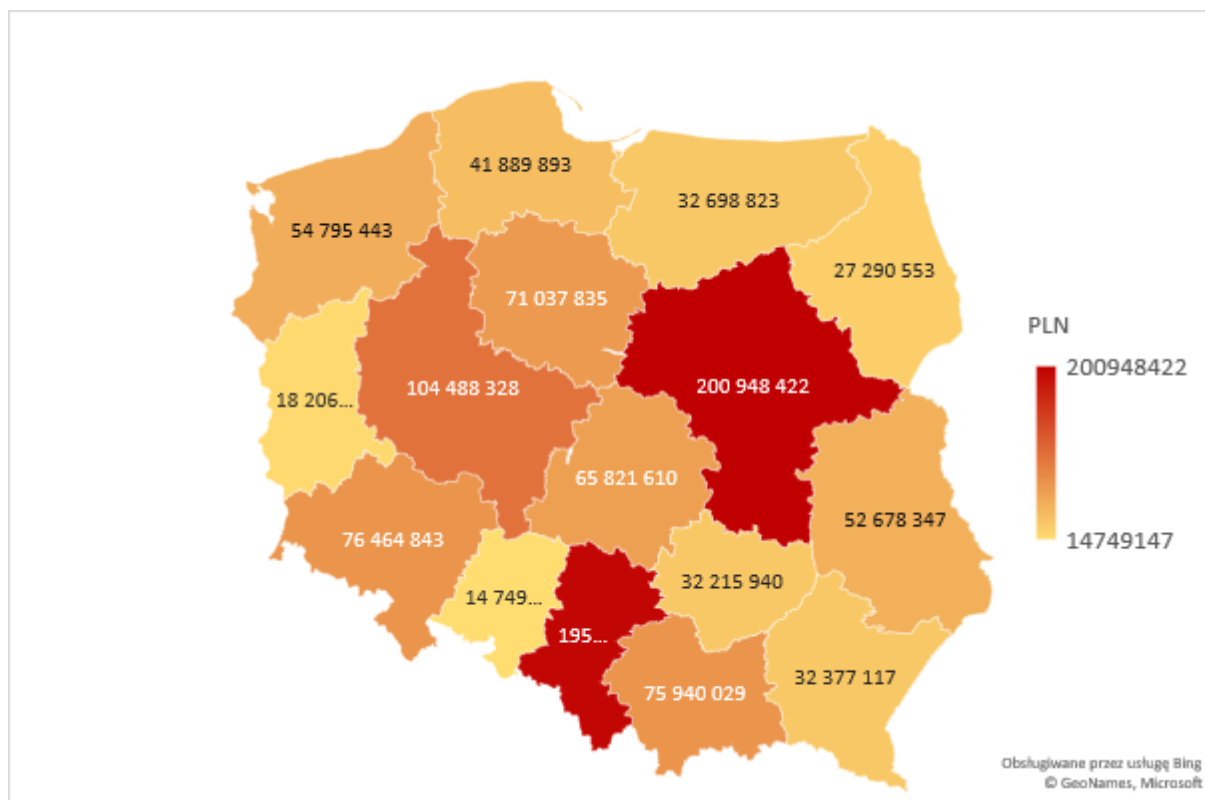 41 889 893
32 698 823
54 795 443
27 290 553
71 037 835
PLN
200948422
104 488 328
200 948 422
18 206...
65 821 610
52 678 347
76 464 843
14749147
32 215 940
14 749...
195...
32 377 117
75 940 029
Obsługiwane przez usługę Bing
© GeoNames, Microsoft